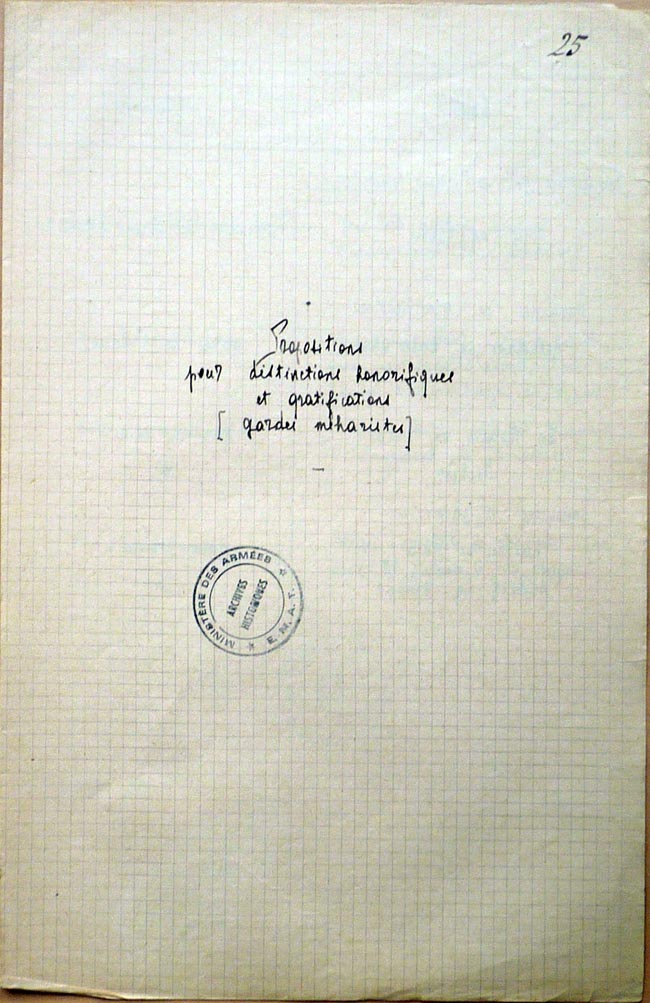 25
Propositions
pour distinctions honorifiques
et gratifications
[gardes méharistes]
MINISTÈRE DES ARMÉES ★ E.M.A.T. ★
ARCHIVES
HISTORIQUES